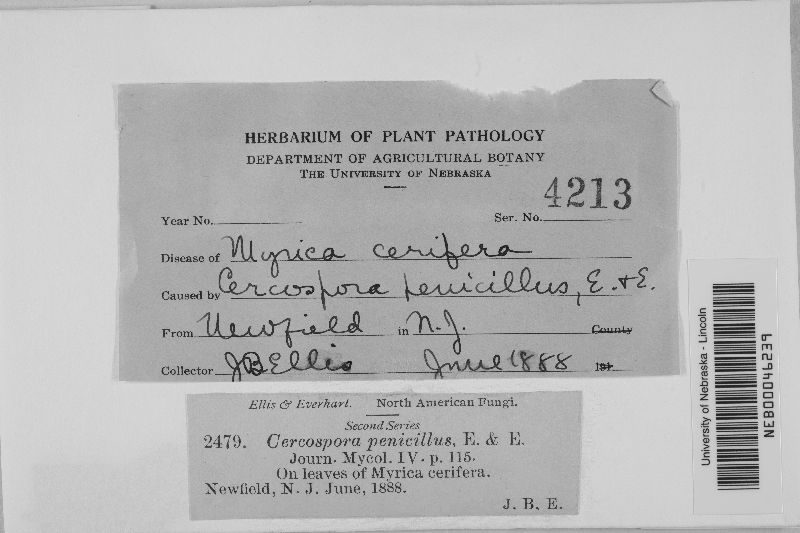 HERBARIUM OF PLANT PATHOLOGY
DEPARTMENT OF AGRICULTURAL BOTANY
THE UNIVERSITY OF NEBRASKA
4213
Year No. Ser. No.
Disease of Myrica cerifera
Caused by Cercospora penicillus, E. & E.
From Newfield in N.J. County
Collector J B Ellis June 1888 191
Ellis & Everhart. North American Fungi.
Second Series
2479. Cercospora penicillus, E. & E.
Journ. Mycol. IV. p. 115.
On leaves of Myrica cerifera.
Newfield, N. J. June, 1888.
J. B. E.
University of Nebraska - Lincoln
NEB00046239